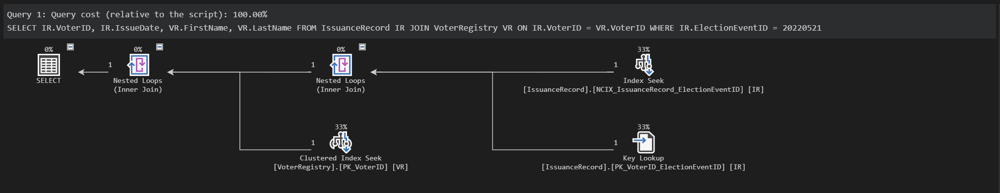 Query 1: Query cost (relative to the script): 100.00%
SELECT IR.VoterID, IR.IssueDate, VR.FirstName, VR.LastName FROM IssuanceRecord IR JOIN VoterRegistry VR ON IR.VoterID = VR.VoterID WHERE IR.ElectionEventID = 20220521
0%
SELECT
1
0%
Nested Loops
(Inner Join)
1
0%
Nested Loops
(Inner Join)
1
33%
Index Seek
[IssuanceRecord].[NCIX_IssuanceRecord_ElectionEventID] [IR]
1
33%
Clustered Index Seek
[VoterRegistry].[PK_VoterID] [VR]
1
33%
Key Lookup
[IssuanceRecord].[PK_VoterID_ElectionEventID] [IR]